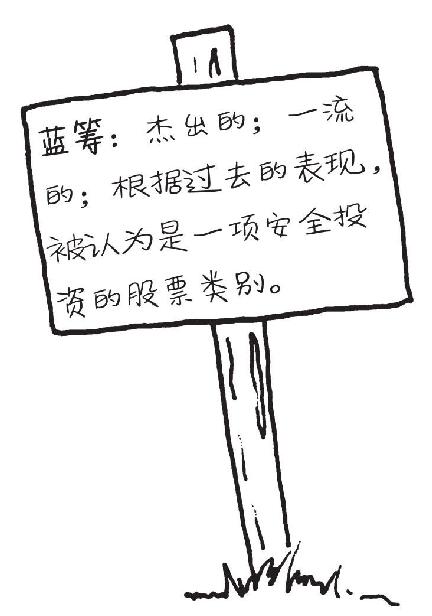 蓝筹：杰出的；一流
的；根据过去的表现，
被认为是一项安全投
资的股票类别。